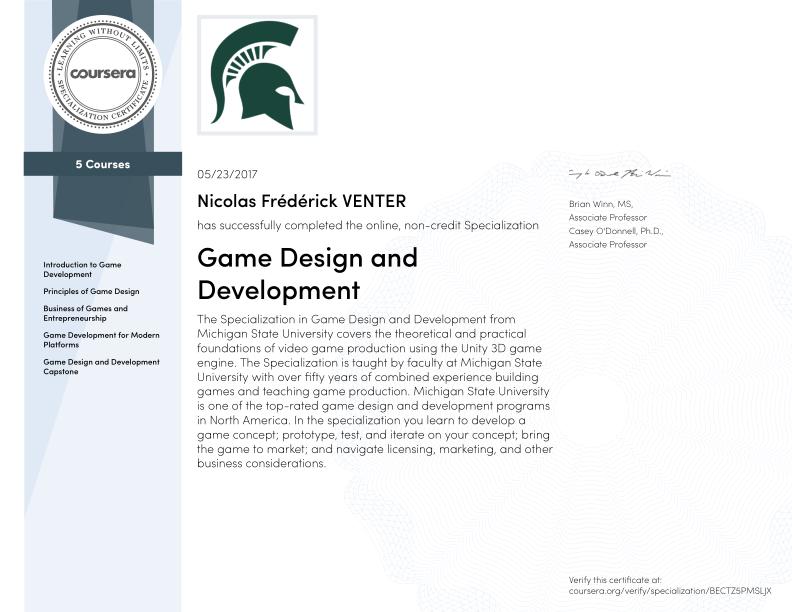 LEARNING WITHOUT LIMITS
coursera
SPECIALIZATION CERTIFICATE
5 Courses
Introduction to Game
Development
Principles of Game Design
Business of Games and
Entrepreneurship
Game Development for Modern
Platforms
Game Design and Development
Capstone
05/23/2017
Nicolas Frédérick VENTER
has successfully completed the online, non-credit Specialization
Game Design and
Development
The Specialization in Game Design and Development from
Michigan State University covers the theoretical and practical
foundations of video game production using the Unity 3D game
engine. The Specialization is taught by faculty at Michigan State
University with over fifty years of combined experience building
games and teaching game production. Michigan State University
is one of the top-rated game design and development programs
in North America. In the specialization you learn to develop a
game concept; prototype, test, and iterate on your concept; bring
the game to market; and navigate licensing, marketing, and other
business considerations.
Brian Winn, MS,
Associate Professor
Casey O'Donnell, Ph.D.,
Associate Professor
Verify this certificate at:
coursera.org/verify/specialization/BECTZ5PMSLJX